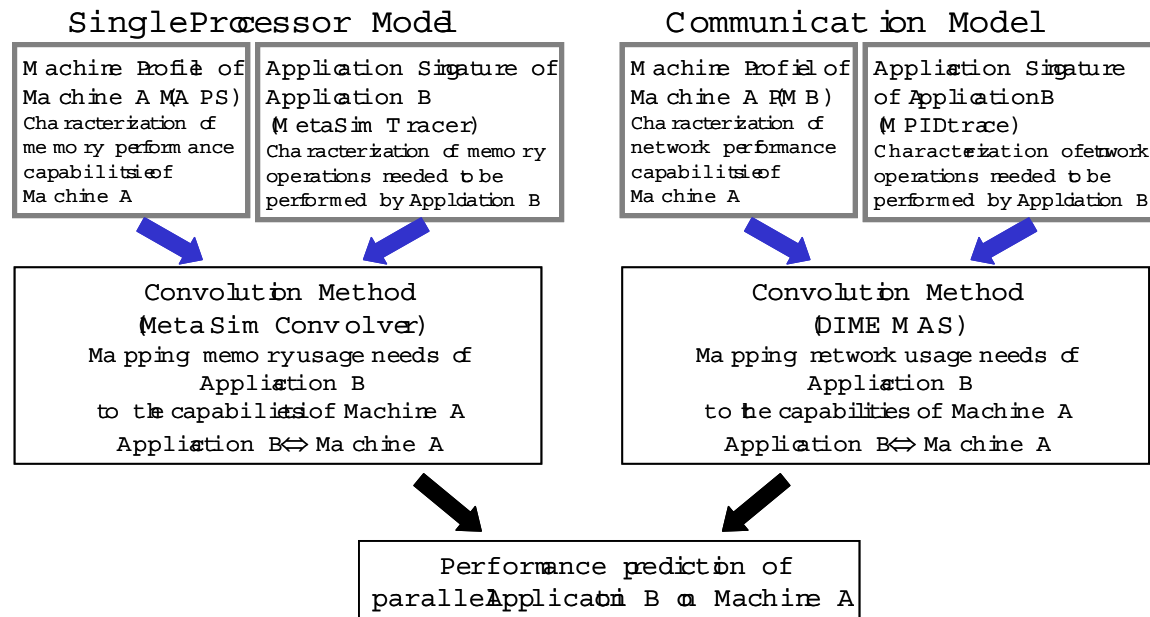 Single Processor Model
Machine Profile of
Machine A (MAPS)
Characterization of
memory performance
capabilities of
Machine A
Application Signature of
Application B
(MetaSim Tracer)
Characterization of memory
operations needed to be
performed by Application B
Convolution Method
(MetaSim Convolver)
Mapping memory usage needs of
Application B
to the capabilities of Machine A
Application B⇔ Machine A
Communication Model
Machine Profile of
Machine A (PMB)
Characterization of
network performance
capabilities of
Machine A
Application Signature
of Application B
(MPIDtrace)
Characterization of network
operations needed to be
performed by Application B
Convolution Method
(DIMEMAS)
Mapping network usage needs of
Application B
to the capabilities of Machine A
Application B⇔ Machine A
Performance prediction of
parallel Application B on Machine A